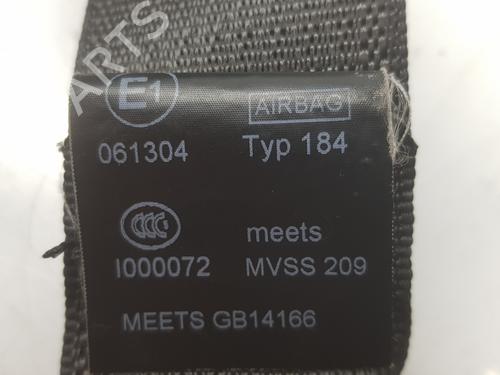 ARTS
E1 AIRBAG
061304 Typ 184
CCC meets
I000072 MVSS 209
MEETS GB14166